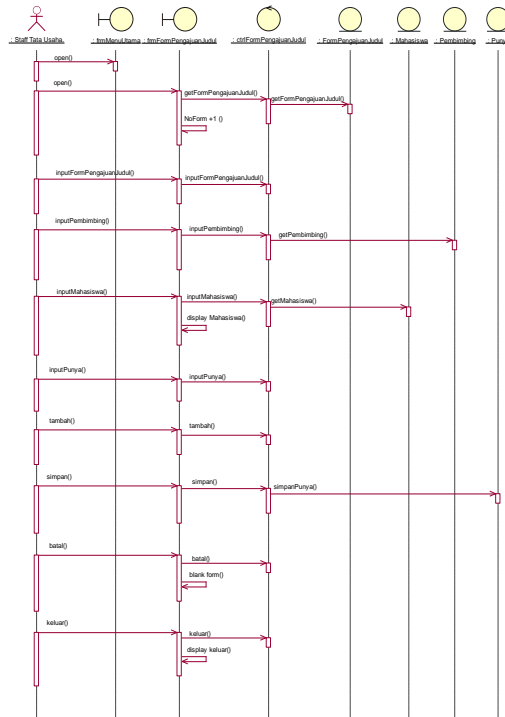 : Staff Tata Usaha
: frmMenuUtama
: frmFormPengajuanJudul
: ctrlFormPengajuanJudul
: FormPengajuanJudul
: Mahasiswa
: Pembimbing
: Puny
open()
open()
getFormPengajuanJudul()
getFormPengajuanJudul()
NoForm +1 ()
inputFormPengajuanJudul()
inputFormPengajuanJudul()
inputPembimbing()
inputPembimbing()
getPembimbing()
inputMahasiswa()
inputMahasiswa()
getMahasiswa()
display Mahasiswa()
inputPunya()
inputPunya()
tambah()
tambah()
simpan()
simpan()
simpanPunya()
batal()
batal()
blank form()
keluar()
keluar()
display keluar()